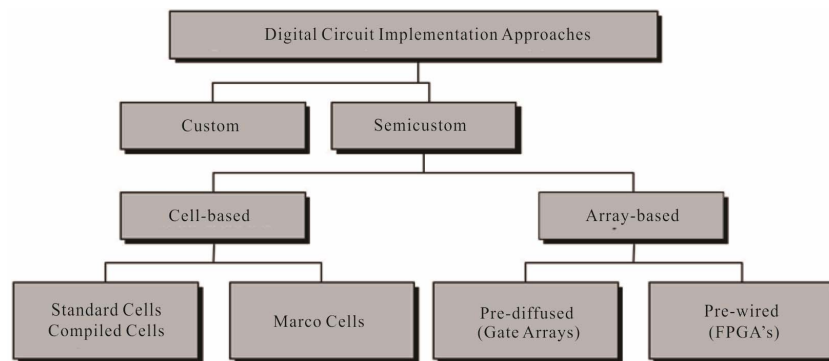 Digital Circuit Implementation Approaches
Custom
Semicustom
Cell-based
Array-based
Standard Cells
Compiled Cells
Marco Cells
Pre-diffused
(Gate Arrays)
Pre-wired
(FPGA's)